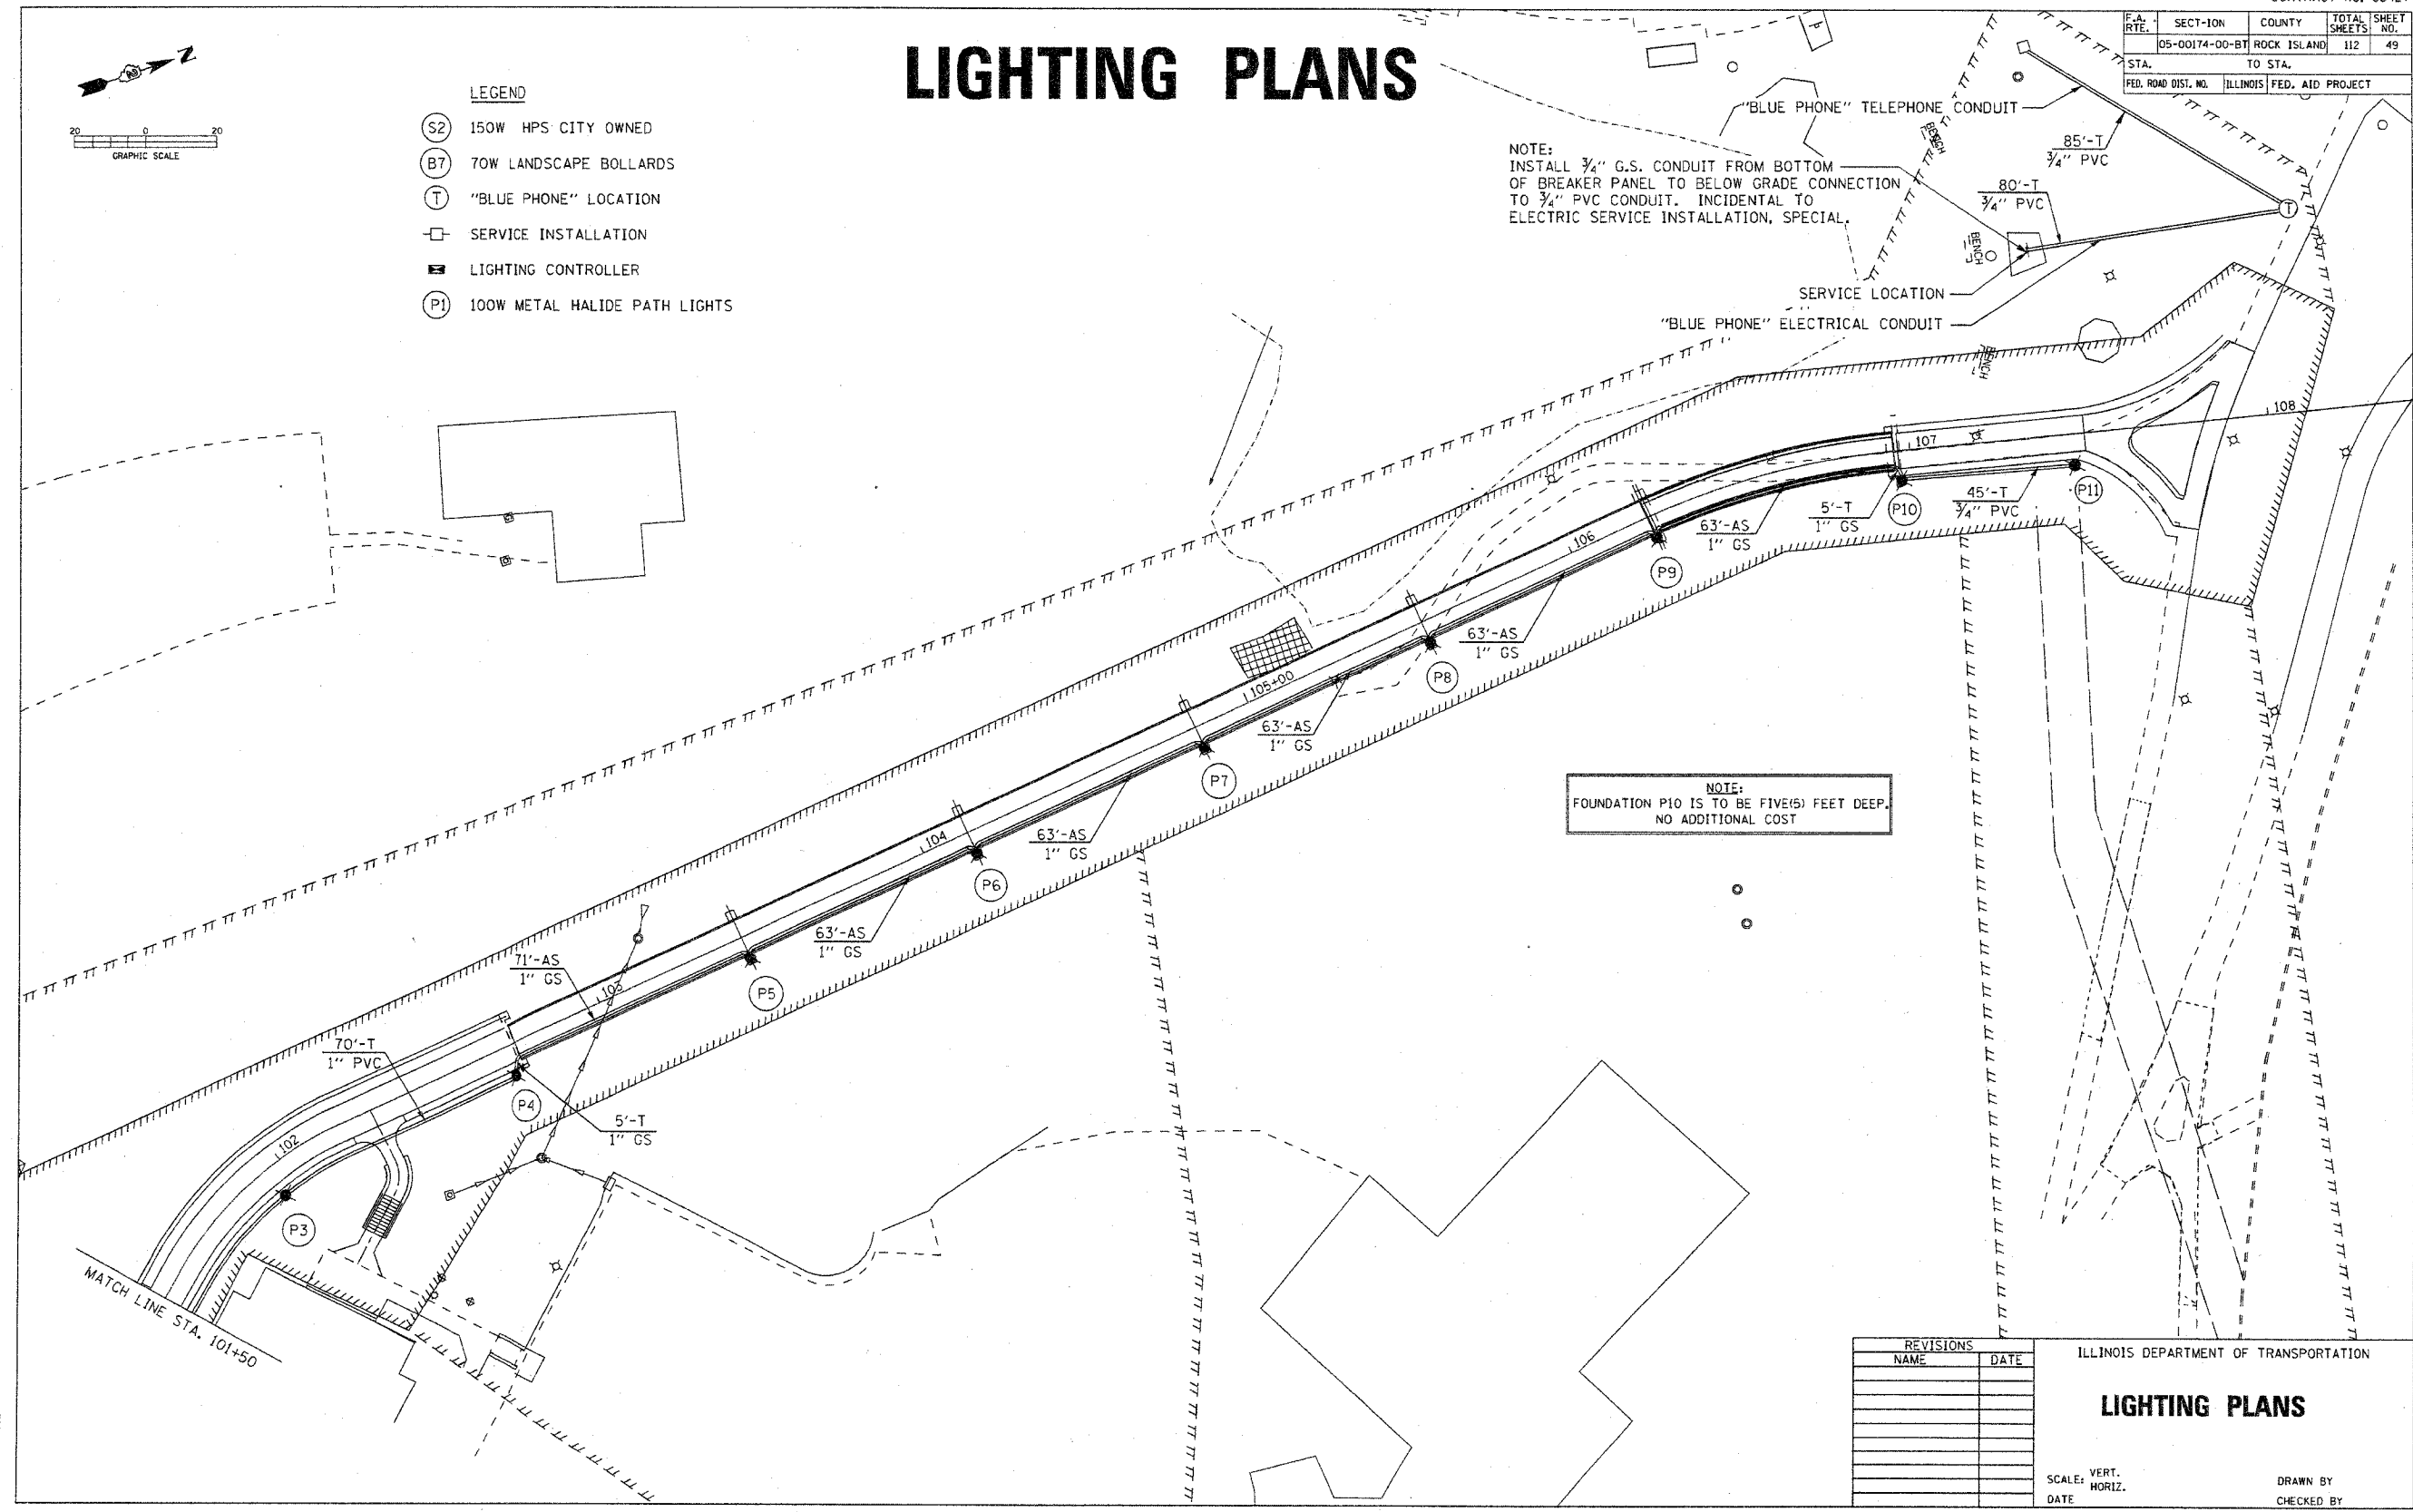 LIGHTING PLANS
F.A. RTE.
SECT-ION
COUNTY
TOTAL SHEETS
SHEET NO.
05-00174-00-BT
ROCK ISLAND
112
49
STA.
TO STA.
FED. ROAD DIST. NO.
ILLINOIS
FED. AID PROJECT
Z
20
0
20
GRAPHIC SCALE
LEGEND
S2 150W HPS CITY OWNED
B7 70W LANDSCAPE BOLLARDS
T "BLUE PHONE" LOCATION
SERVICE INSTALLATION
LIGHTING CONTROLLER
P1 100W METAL HALIDE PATH LIGHTS
"BLUE PHONE" TELEPHONE CONDUIT
BENCH
85'-T
3/4" PVC
NOTE:
INSTALL 3/4" G.S. CONDUIT FROM BOTTOM
OF BREAKER PANEL TO BELOW GRADE CONNECTION
TO 3/4" PVC CONDUIT. INCIDENTAL TO
ELECTRIC SERVICE INSTALLATION, SPECIAL.
80'-T
3/4" PVC
T
BENCH
SERVICE LOCATION
"BLUE PHONE" ELECTRICAL CONDUIT
BENCH
108
107
P11
45'-T
3/4" PVC
P10
5'-T
1" GS
63'-AS
1" GS
106
P9
63'-AS
1" GS
P8
105+00
63'-AS
1" GS
P7
NOTE:
FOUNDATION P10 IS TO BE FIVE(5) FEET DEEP.
NO ADDITIONAL COST
63'-AS
1" GS
104
P6
63'-AS
1" GS
71'-AS
1" GS
103
P5
70'-T
1" PVC
P4
5'-T
1" GS
102
P3
MATCH LINE STA. 101+50
REVISIONS
NAME
DATE
ILLINOIS DEPARTMENT OF TRANSPORTATION
LIGHTING PLANS
SCALE: VERT.
HORIZ.
DATE
DRAWN BY
CHECKED BY